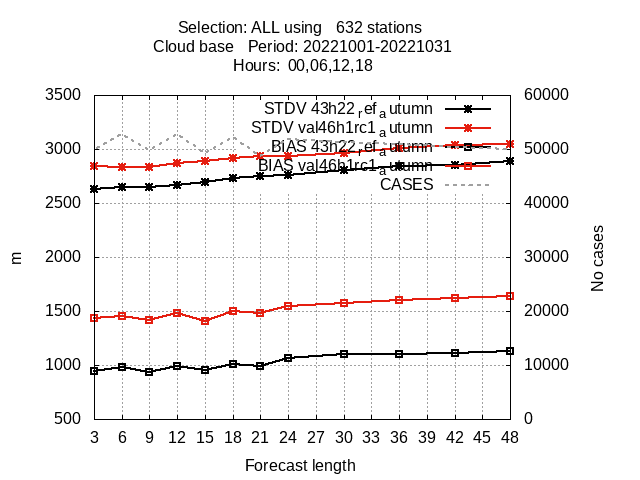 Selection: ALL using   632 stations
Cloud base   Period: 20221001-20221031
Hours:  00,06,12,18
3500
3000
2500
2000
1500
1000
500
60000
50000
40000
30000
20000
10000
0
STDV 43h22ref_autumn
STDV val46h1rc1_autumn
BIAS 43h22ref_autumn
BIAS val46h1rc1_autumn
CASES
m
No cases
3 6 9 12 15 18 21 24 27 30 33 36 39 42 45 48
Forecast length